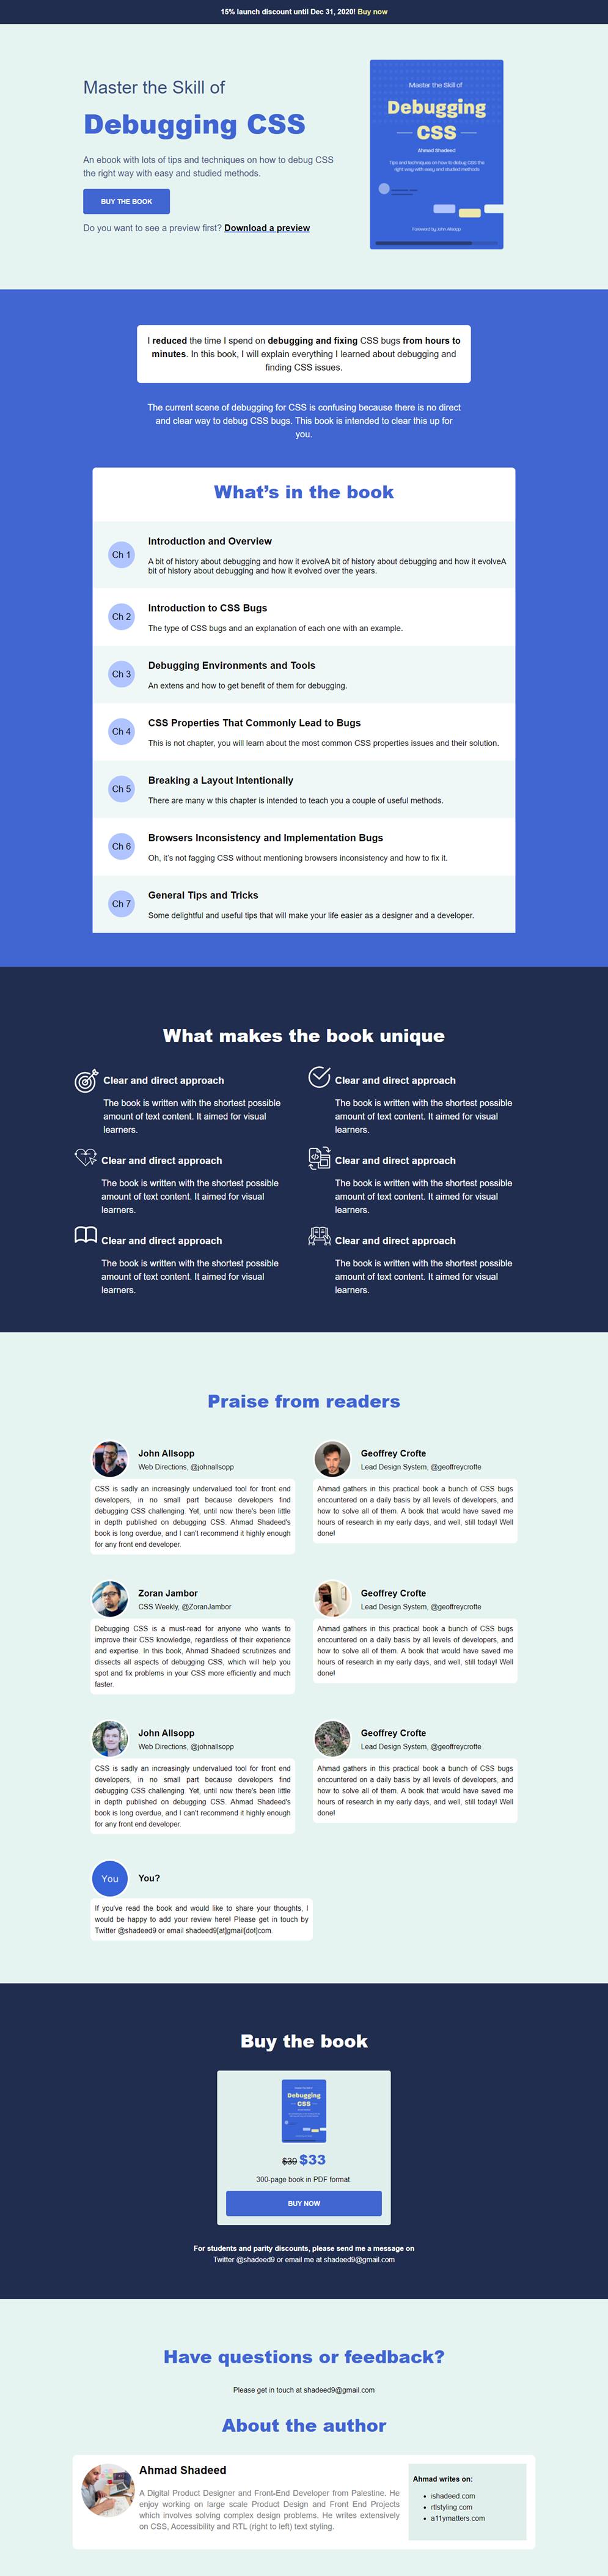 15% launch discount until Dec 31, 2020! Buy now
Master the Skill of
Debugging CSS
An ebook with lots of tips and techniques on how to debug CSS
the right way with easy and studied methods.
BUY THE BOOK
Do you want to see a preview first? Download a preview
Master the Skill of
Debugging
CSS
Ahmad Shadeed
Tips and techniques on how to debug CSS the
right way with easy and studied methods
Foreword by John Allsopp
I reduced the time I spend on debugging and fixing CSS bugs from hours to
minutes. In this book, I will explain everything I learned about debugging and
finding CSS issues.
The current scene of debugging for CSS is confusing because there is no direct
and clear way to debug CSS bugs. This book is intended to clear this up for
you.
What's in the book
Ch 1
Introduction and Overview
A bit of history about debugging and how it evolveA bit of history about debugging and how it evolveA
bit of history about debugging and how it evolved over the years.
Ch 2
Introduction to CSS Bugs
The type of CSS bugs and an explanation of each one with an example.
Ch 3
Debugging Environments and Tools
An extens and how to get benefit of them for debugging.
Ch 4
CSS Properties That Commonly Lead to Bugs
This is not chapter, you will learn about the most common CSS properties issues and their solution.
Ch 5
Breaking a Layout Intentionally
There are many w this chapter is intended to teach you a couple of useful methods.
Ch 6
Browsers Inconsistency and Implementation Bugs
Oh, it's not fagging CSS without mentioning browsers inconsistency and how to fix it.
Ch 7
General Tips and Tricks
Some delightful and useful tips that will make your life easier as a designer and a developer.
What makes the book unique
Clear and direct approach
The book is written with the shortest possible
amount of text content. It aimed for visual
learners.
Clear and direct approach
The book is written with the shortest possible
amount of text content. It aimed for visual
learners.
Clear and direct approach
The book is written with the shortest possible
amount of text content. It aimed for visual
learners.
Clear and direct approach
The book is written with the shortest possible
amount of text content. It aimed for visual
learners.
Clear and direct approach
The book is written with the shortest possible
amount of text content. It aimed for visual
learners.
Clear and direct approach
The book is written with the shortest possible
amount of text content. It aimed for visual
learners.
Praise from readers
John Allsopp
Web Directions, @johnallsopp
CSS is sadly an increasingly undervalued tool for front end
developers, in no small part because developers find
debugging CSS challenging. Yet, until now there's been little
in depth published on debugging CSS. Ahmad Shadeed's
book is long overdue, and I can't recommend it highly enough
for any front end developer.
Geoffrey Crofte
Lead Design System, @geoffreycrofte
Ahmad gathers in this practical book a bunch of CSS bugs
encountered on a daily basis by all levels of developers, and
how to solve all of them. A book that would have saved me
hours of research in my early days, and well, still today! Well
done!
Zoran Jambor
CSS Weekly, @ZoranJambor
Debugging CSS is a must-read for anyone who wants to
improve their CSS knowledge, regardless of their experience
and expertise. In this book, Ahmad Shadeed scrutinizes and
dissects all aspects of debugging CSS, which will help you
spot and fix problems in your CSS more efficiently and much
faster.
Geoffrey Crofte
Lead Design System, @geoffreycrofte
Ahmad gathers in this practical book a bunch of CSS bugs
encountered on a daily basis by all levels of developers, and
how to solve all of them. A book that would have saved me
hours of research in my early days, and well, still today! Well
done!
John Allsopp
Web Directions, @johnallsopp
CSS is sadly an increasingly undervalued tool for front end
developers, in no small part because developers find
debugging CSS challenging. Yet, until now there's been little
in depth published on debugging CSS. Ahmad Shadeed's
book is long overdue, and I can't recommend it highly enough
for any front end developer.
Geoffrey Crofte
Lead Design System, @geoffreycrofte
Ahmad gathers in this practical book a bunch of CSS bugs
encountered on a daily basis by all levels of developers, and
how to solve all of them. A book that would have saved me
hours of research in my early days, and well, still today! Well
done!
You
You?
If you've read the book and would like to share your thoughts, I
would be happy to add your review here! Please get in touch by
Twitter @shadeed9 or email shadeed9[at]gmail[dot]com.
Buy the book
Debugging
CSS
$39 $33
300-page book in PDF format.
BUY NOW
For students and parity discounts, please send me a message on
Twitter @shadeed9 or email me at shadeed9@gmail.com
Have questions or feedback?
Please get in touch at shadeed9@gmail.com
About the author
Ahmad Shadeed
A Digital Product Designer and Front-End Developer from Palestine. He
enjoy working on large scale Product Design and Front End Projects
which involves solving complex design problems. He writes extensively
on CSS, Accessibility and RTL (right to left) text styling.
Ahmad writes on:
ishadeed.com
rtlstyling.com
a11ymatters.com